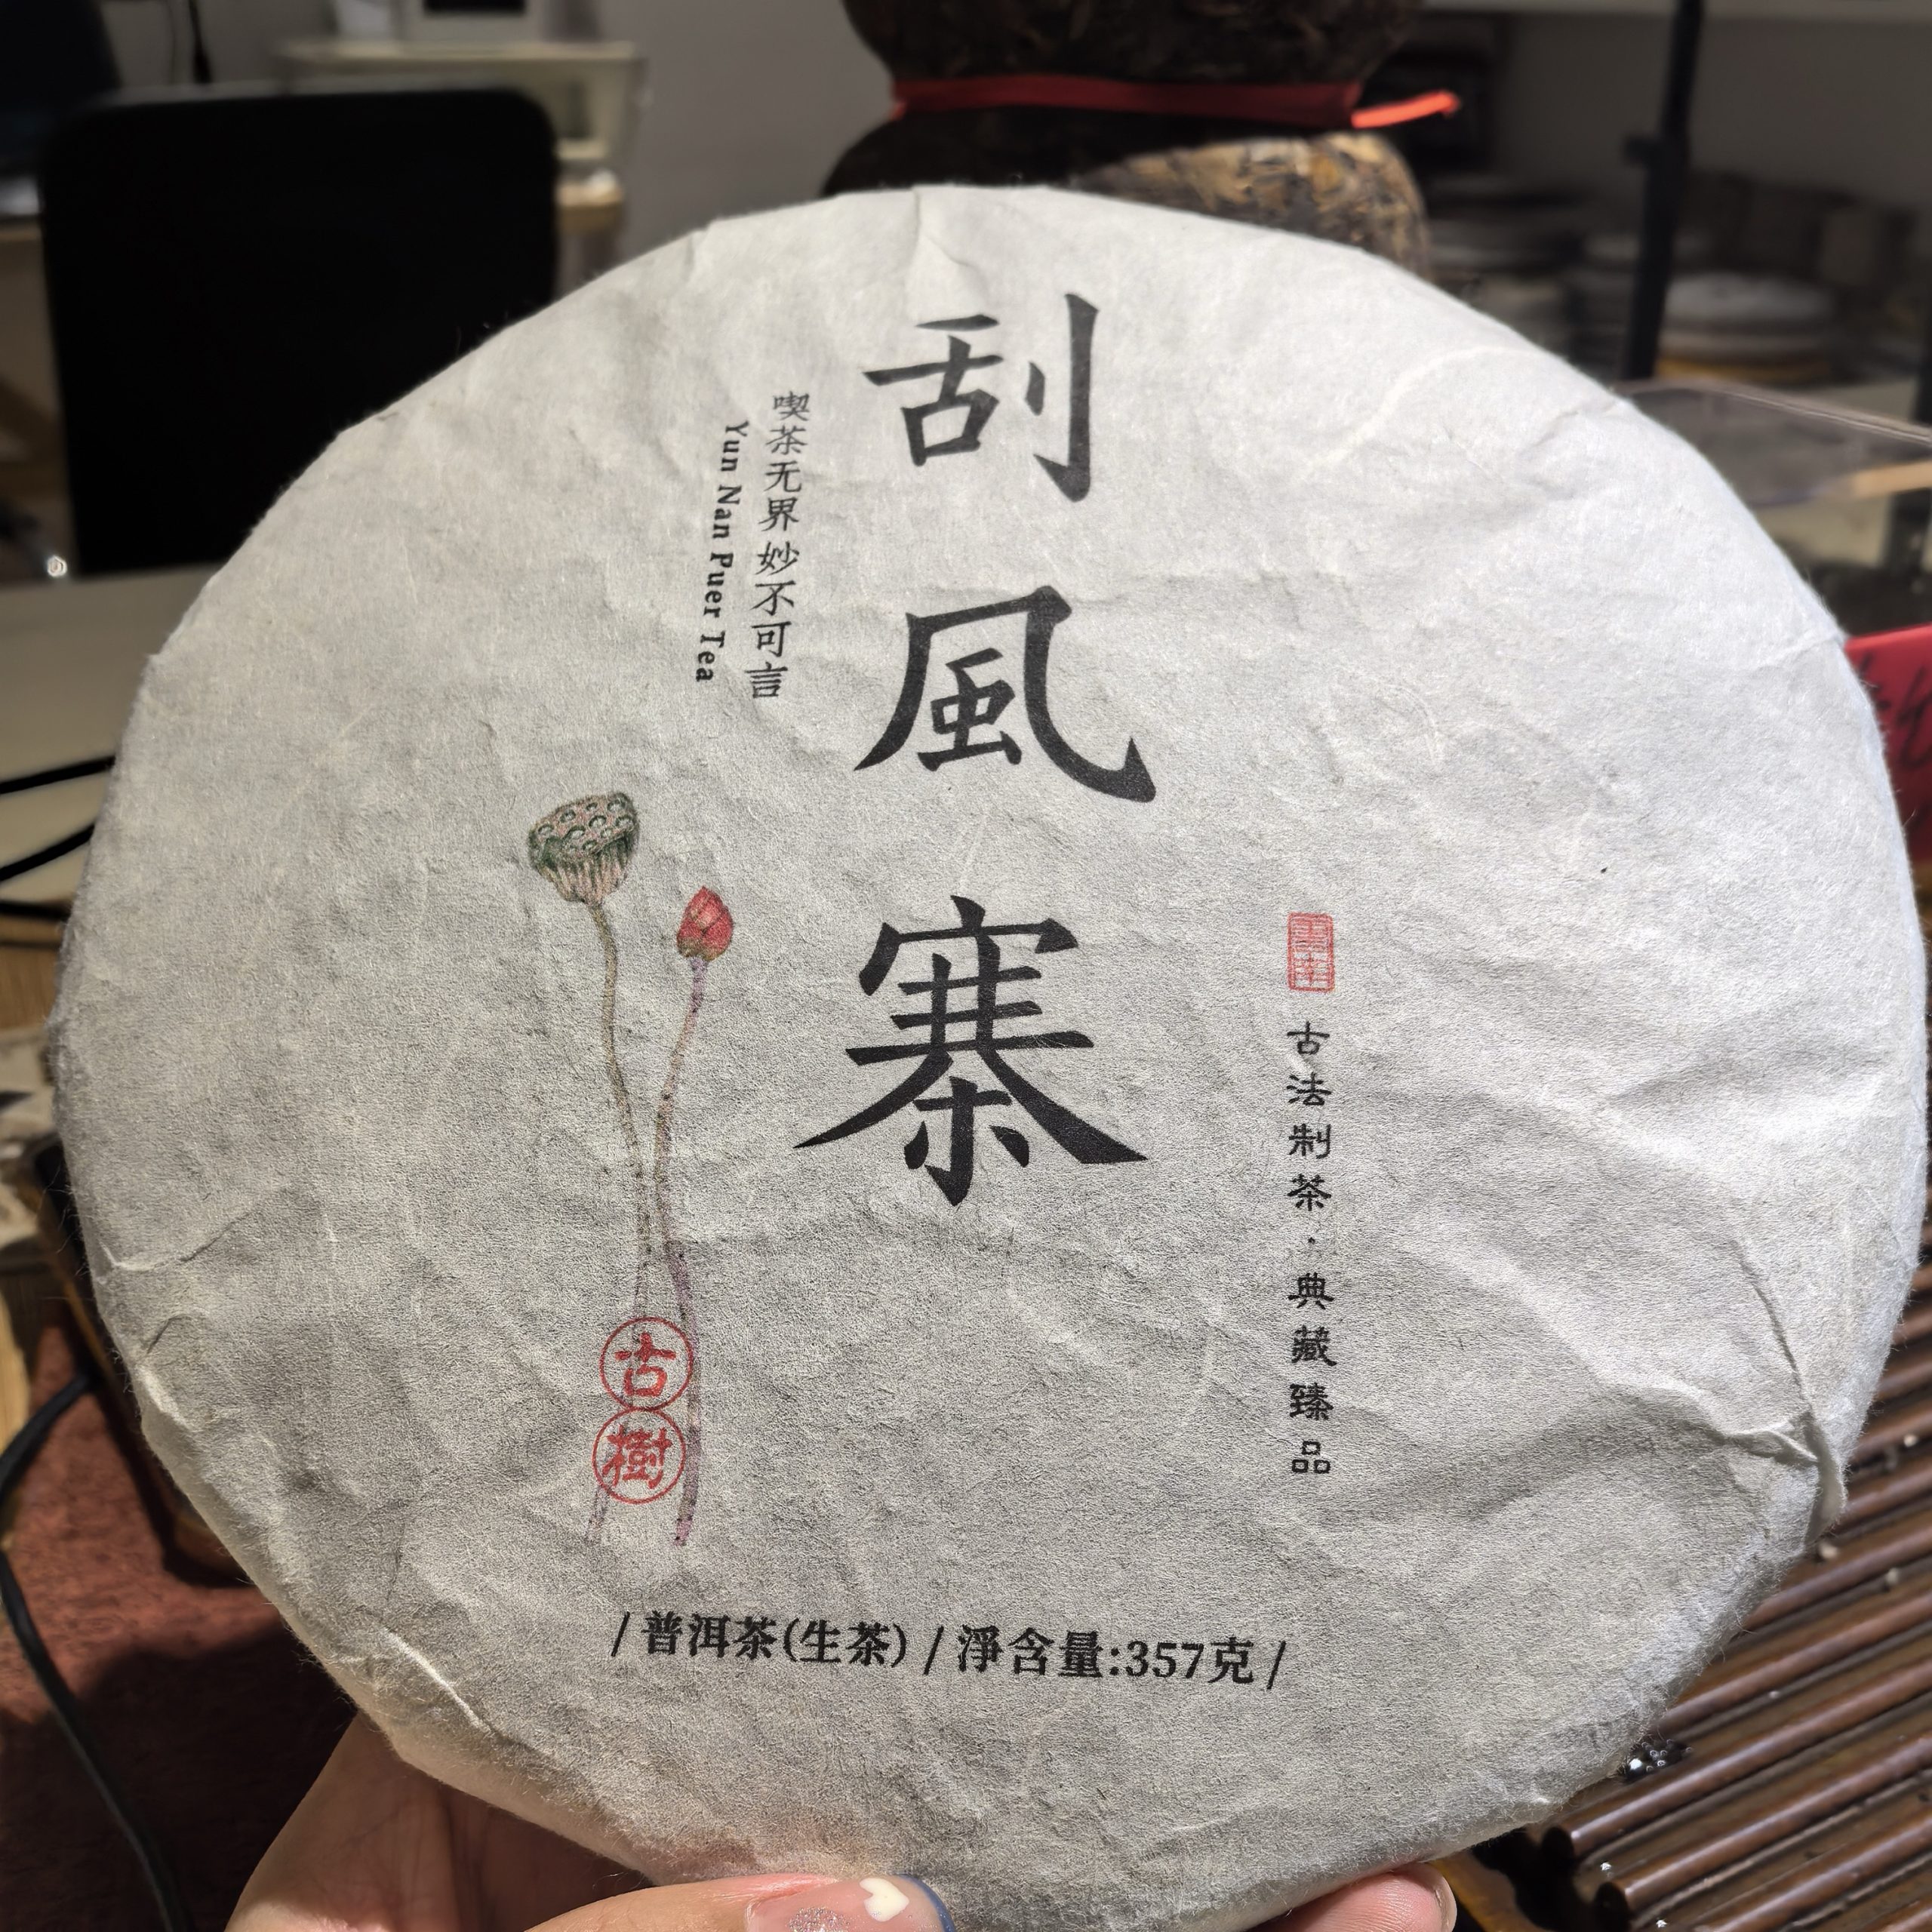 刮風寨
喫茶无界 妙不可言
Yun Nan Puer Tea
古法制茶·典藏臻品
古樹
/ 普洱茶(生茶) / 淨含量:357克 /